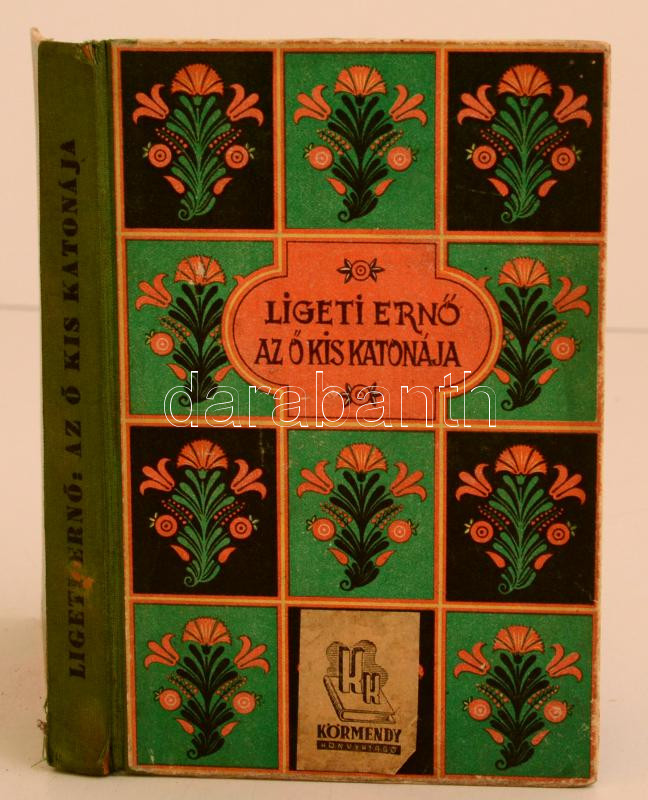 LIGETI ERNŐ: AZ Ő KIS KATONÁJA
LIGETI ERNŐ
AZ Ő KIS KATONÁJA
darabanth
KK
KÖRMENDY
KÖNYVKIADÓ